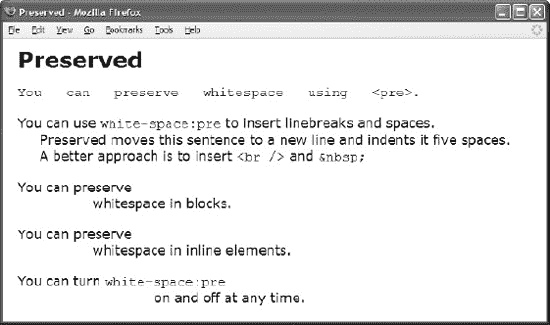 Preserved - Mozilla Firefox
File Edit View Go Bookmarks Tools Help
Preserved
You can preserve whitespace using <pre>.
You can use white-space:pre to insert linebreaks and spaces.
Preserved moves this sentence to a new line and indents it five spaces.
A better approach is to insert <br /> and &nbsp;
You can preserve
whitespace in blocks.
You can preserve
whitespace in inline elements.
You can turn white-space:pre
on and off at any time.